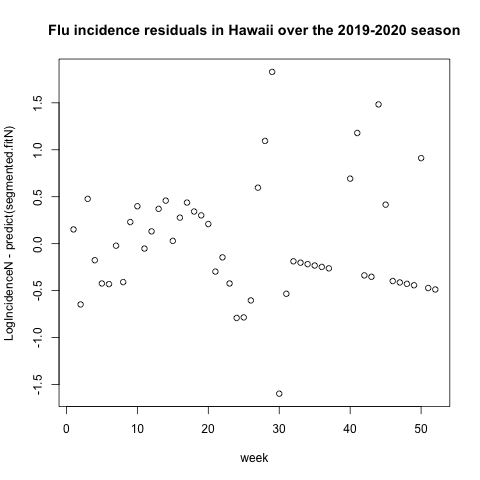 Flu incidence residuals in Hawaii over the 2019-2020 season
LogIncidenceN - predict(segmented.fitN)
1.5
1.0
0.5
0.0
-0.5
-1.0
-1.5
0 10 20 30 40 50
week